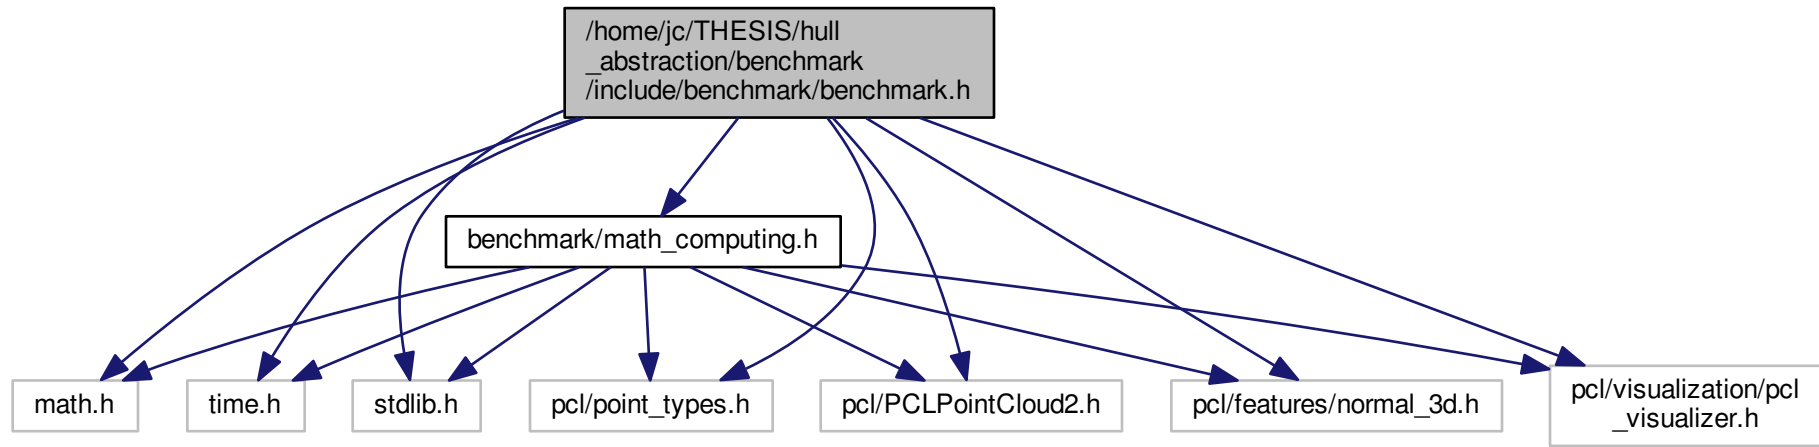 /home/jc/THESIS/hull
_abstraction/benchmark
/include/benchmark/benchmark.h
benchmark/math_computing.h
math.h
time.h
stdlib.h
pcl/point_types.h
pcl/PCLPointCloud2.h
pcl/features/normal_3d.h
pcl/visualization/pcl
_visualizer.h